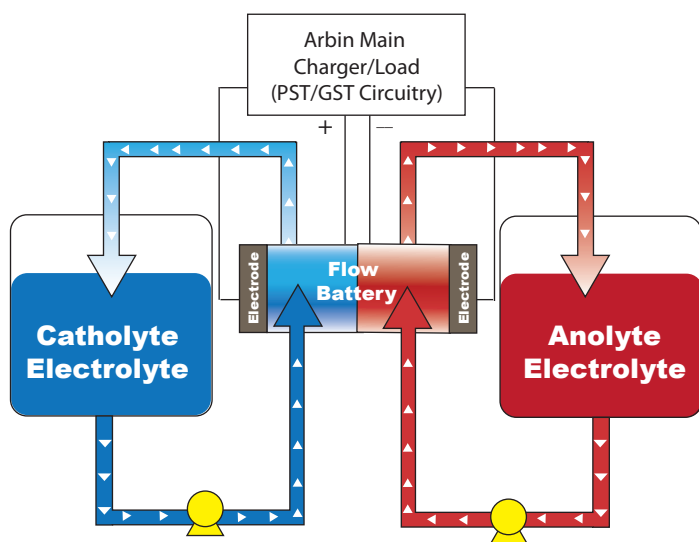 Arbin Main
Charger/Load
(PST/GST Circuitry)
+
—
Electrode
Flow
Battery
Electrode
Catholyte
Electrolyte
Anolyte
Electrolyte